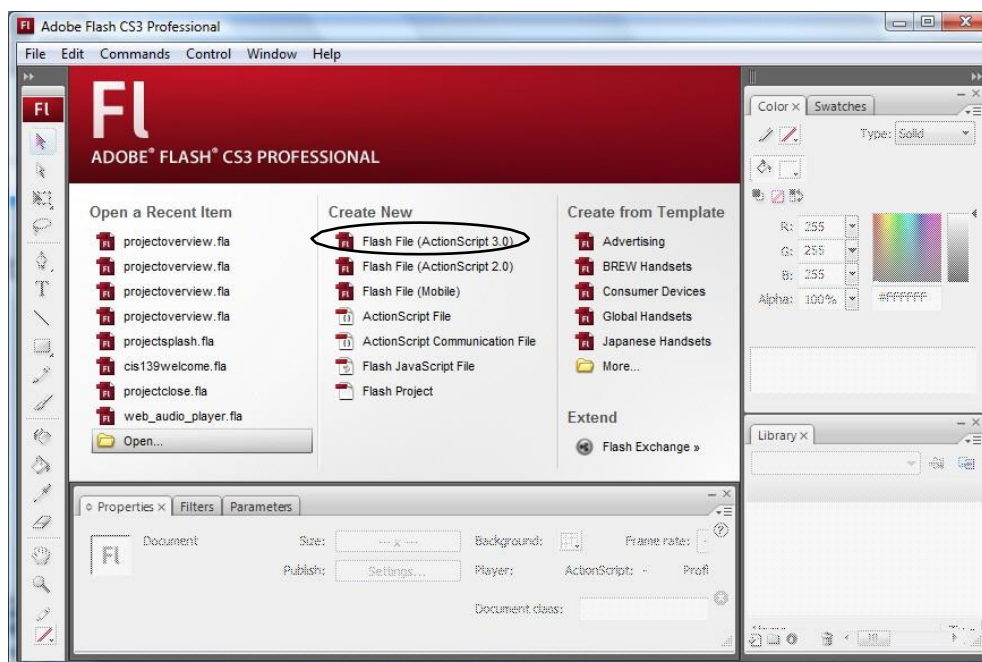 Adobe Flash CS3 Professional
File Edit Commands Control Window Help
Fl
Fl
ADOBE® FLASH® CS3 PROFESSIONAL
Open a Recent Item
projectoverview.fla
projectoverview.fla
projectoverview.fla
projectoverview.fla
projectsplash.fla
cis139welcome.fla
projectclose.fla
web_audio_player.fla
Open...
Create New
Flash File (ActionScript 3.0)
Flash File (ActionScript 2.0)
Flash File (Mobile)
ActionScript File
ActionScript Communication File
Flash JavaScript File
Flash Project
Create from Template
Advertising
BREW Handsets
Consumer Devices
Global Handsets
Japanese Handsets
More...
Extend
Flash Exchange »
Color × Swatches
Type: Solid
R: 255
G: 255
B: 255
Alpha: 100% #FFFFFF
Library ×
Properties × Filters Parameters
Fl
Document Size: --- x --- Background: Frame rate: -
Publish: Settings... Player: ActionScript: - Profi
Document class: